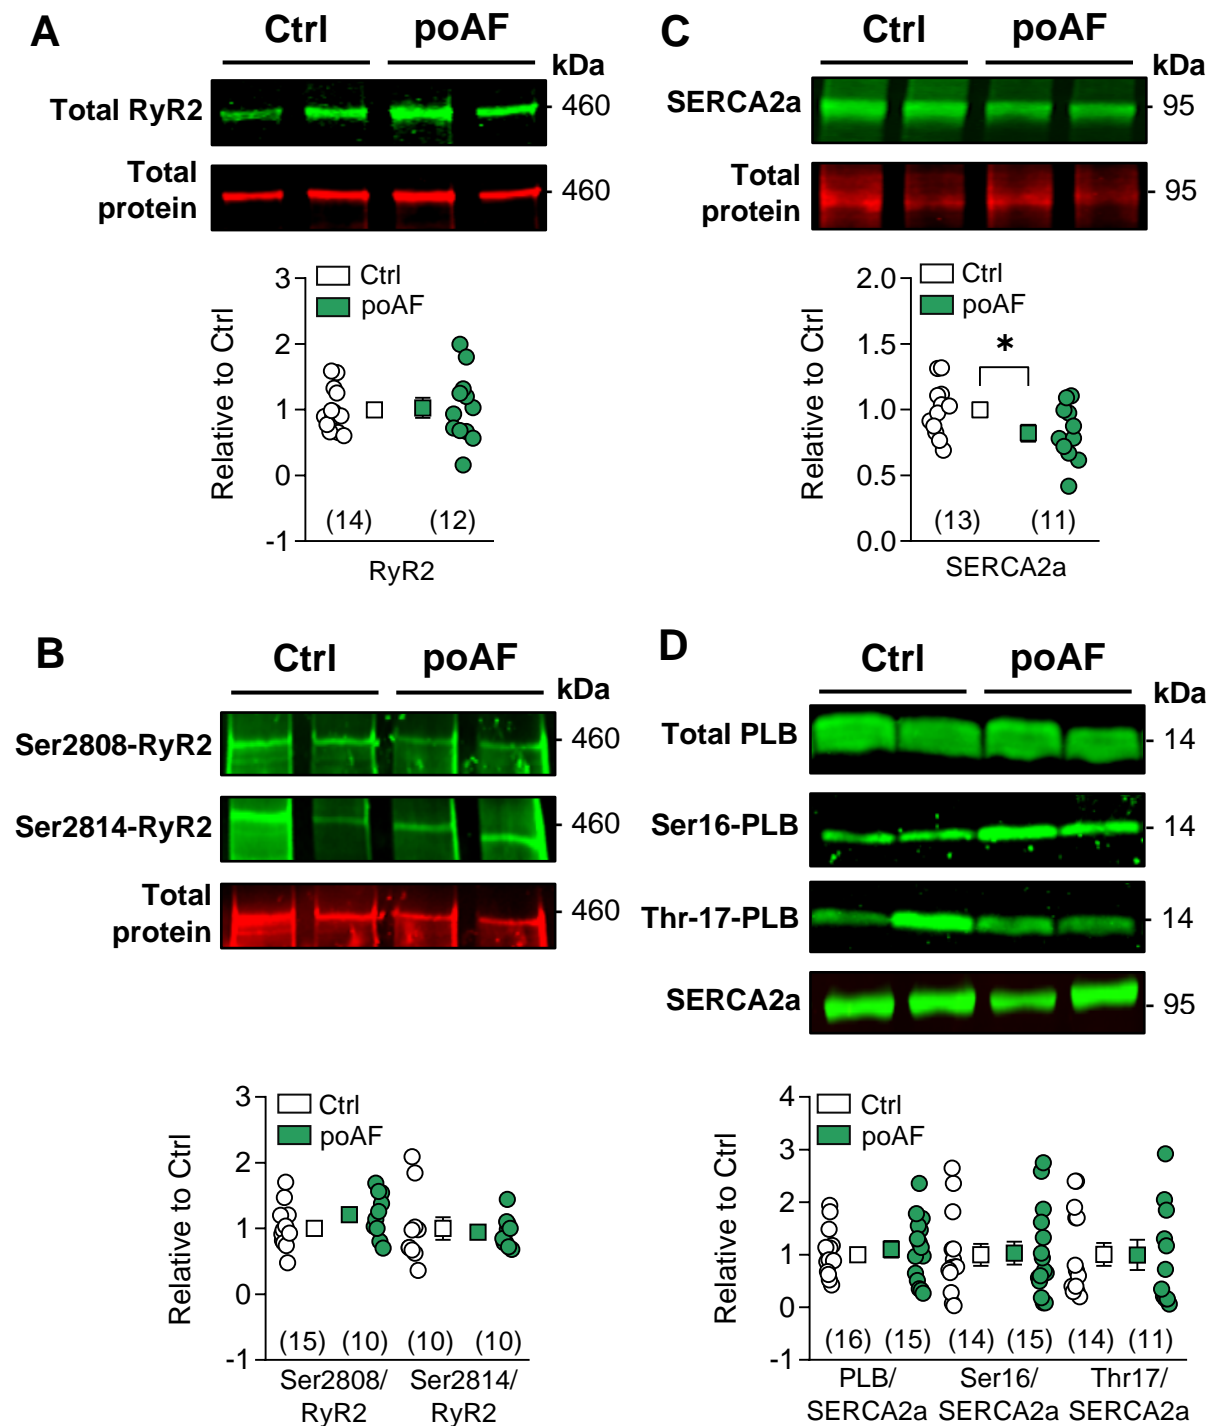 A
Ctrl poAF
kDa
Total RyR2
460
Total
protein
460
3
2
1
0
-1
Relative to Ctrl
Ctrl
poAF
(14) (12)
RyR2
C
Ctrl poAF
kDa
SERCA2a
95
Total
protein
95
2.0
1.5
1.0
0.5
0.0
Relative to Ctrl
Ctrl
poAF
*
(13) (11)
SERCA2a
B
Ctrl poAF
kDa
Ser2808-RyR2
460
Ser2814-RyR2
460
Total
protein
460
3
2
1
0
-1
Relative to Ctrl
Ctrl
poAF
(15) (10) (10) (10)
Ser2808/ Ser2814/
RyR2 RyR2
D
Ctrl poAF
kDa
Total PLB
14
Ser16-PLB
14
Thr-17-PLB
14
SERCA2a
95
4
3
2
1
0
-1
Relative to Ctrl
Ctrl
poAF
(16) (15) (14) (15) (14) (11)
PLB/ Ser16/ Thr17/
SERCA2a SERCA2a SERCA2a